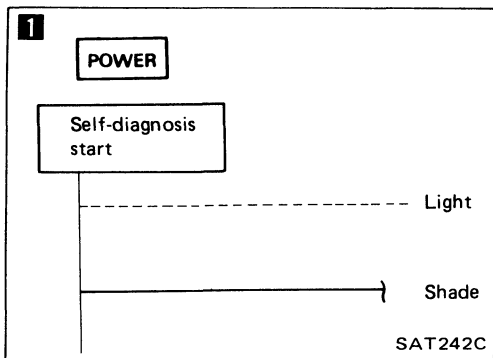 1
POWER
Self-diagnosis
start
Light
Shade
SAT242C